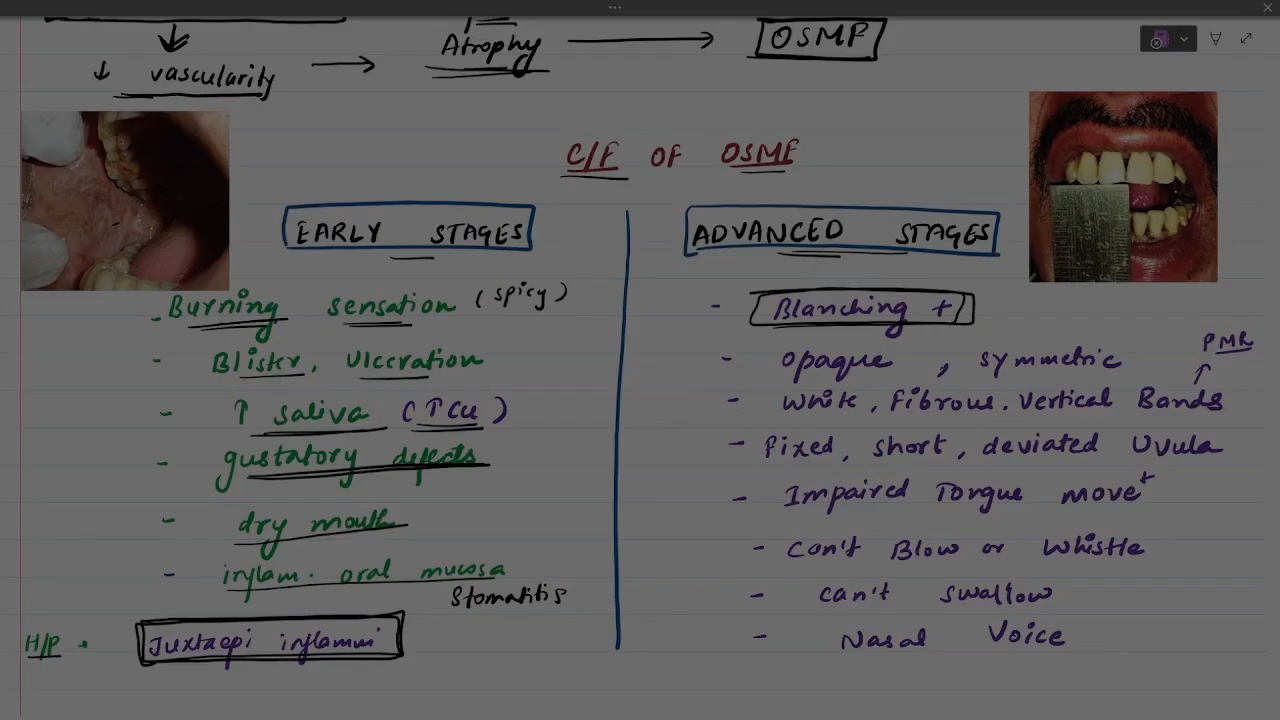 ↓ vascularity → Atrophy → OSMF
C/F OF OSMF
EARLY STAGES
- Burning sensation (spicy)
- Blister, Ulceration
- ↑ saliva (↑Cu)
- gustatory defects
- dry mouth
- inflam. oral mucosa
Stomatitis
H/P - Juxtaepi inflammi
ADVANCED STAGES
- Blanching +
- opaque, symmetric
- White, Fibrous. Vertical Bands ↑ PMR
- Fixed, short, deviated Uvula
- Impaired Tongue move+
- Can't Blow or Whistle
- can't swallow
- Nasal Voice